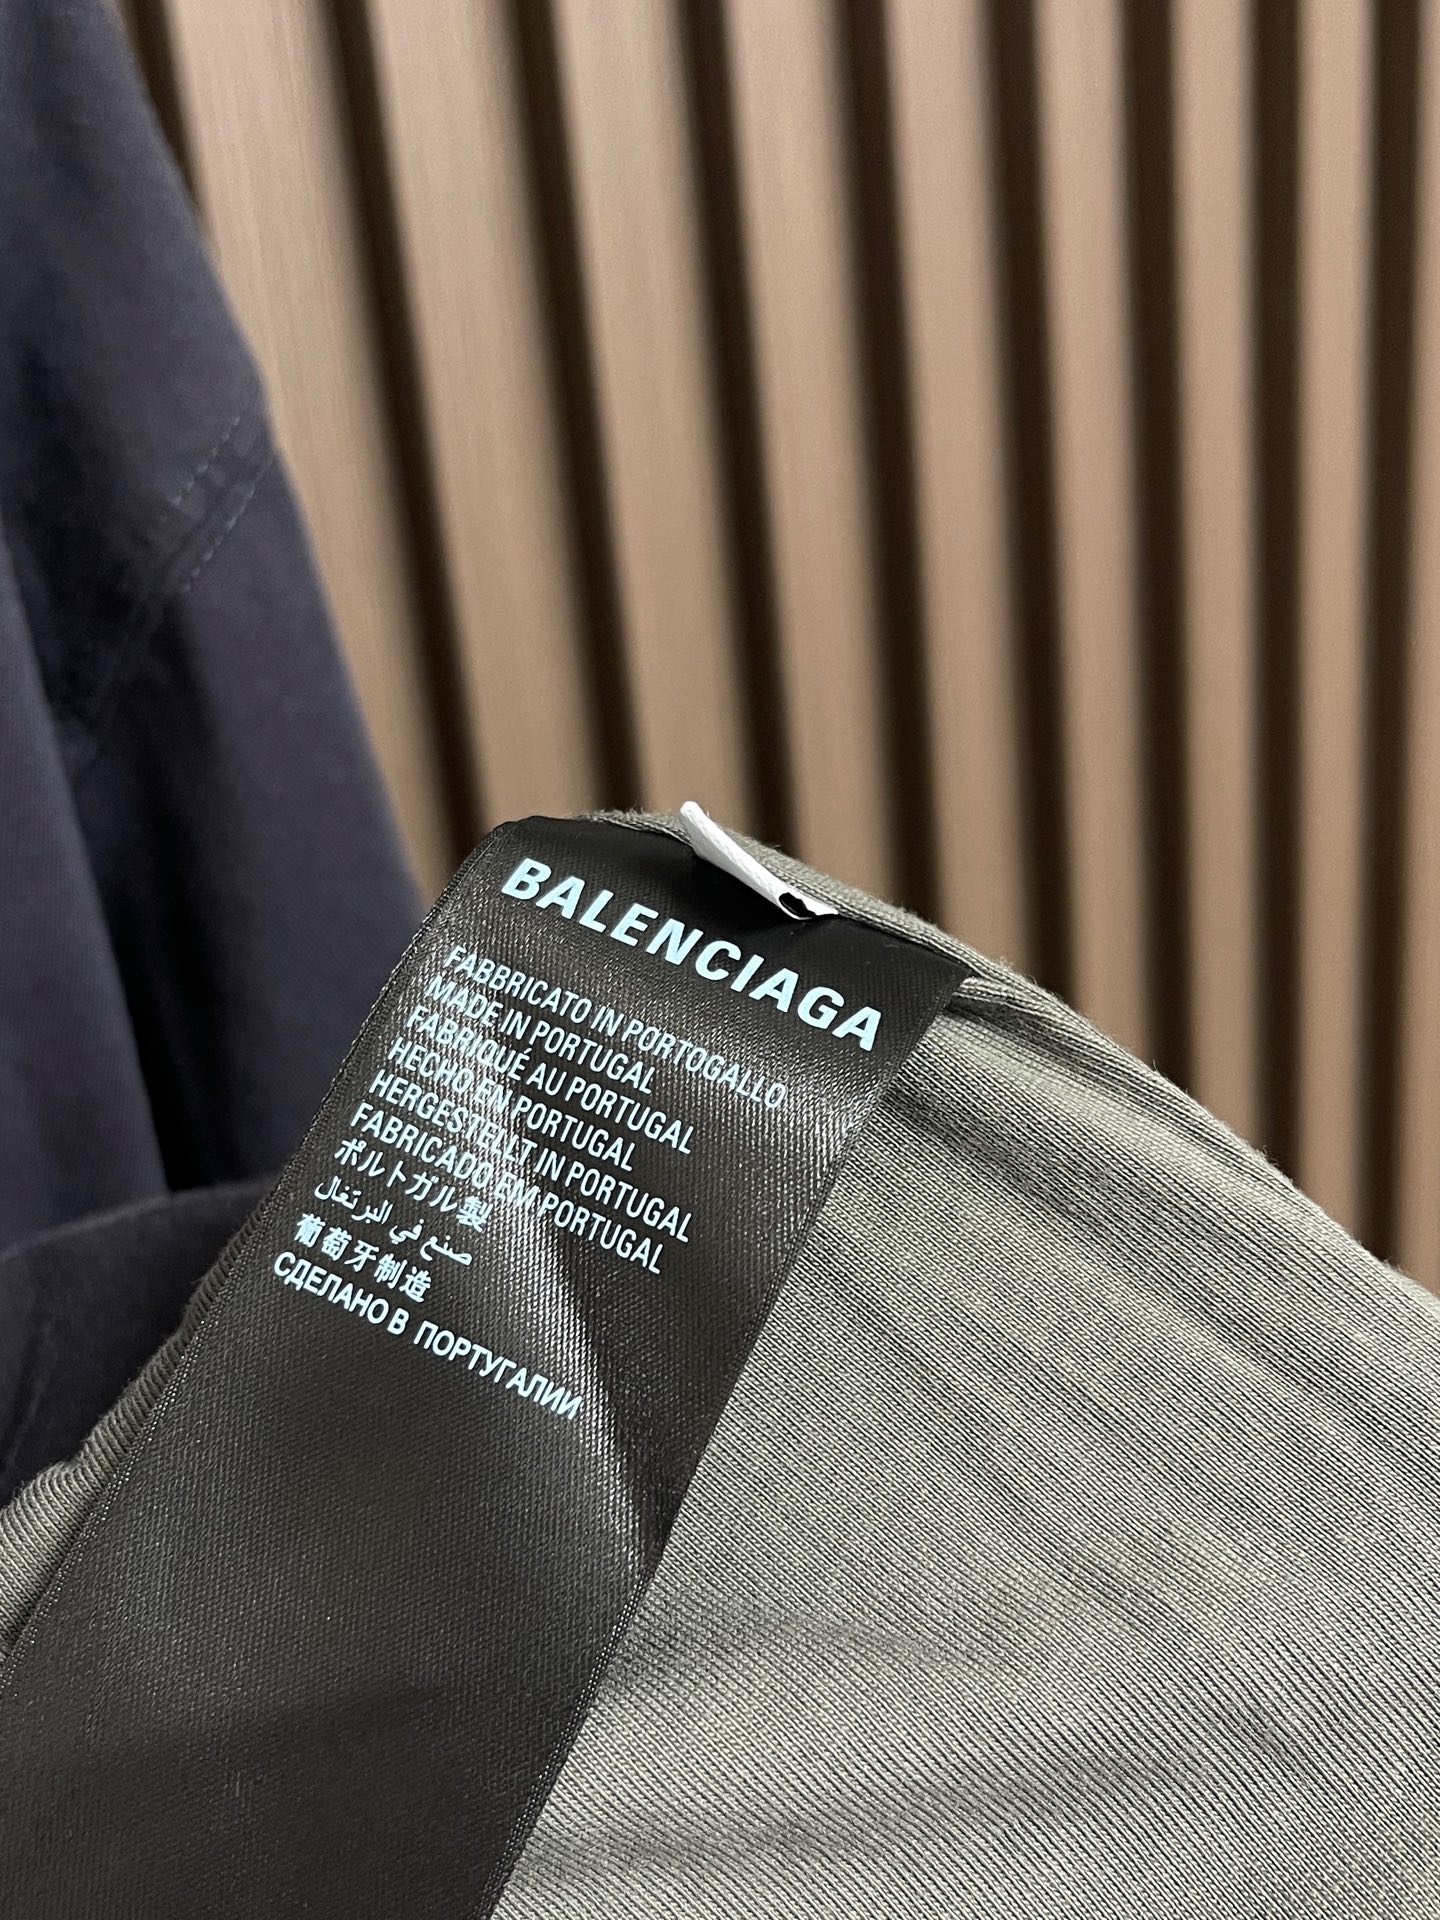 BALENCIAGA
FABBRICATO IN PORTOGALLO
MADE IN PORTUGAL
FABRIQUÉ AU PORTUGAL
HECHO EN PORTUGAL
HERGESTELLT IN PORTUGAL
FABRICADO EM PORTUGAL
ポルトガル製
صنع في البرتغال
葡萄牙制造
СДЕЛАНО В ПОРТУГАЛИИ